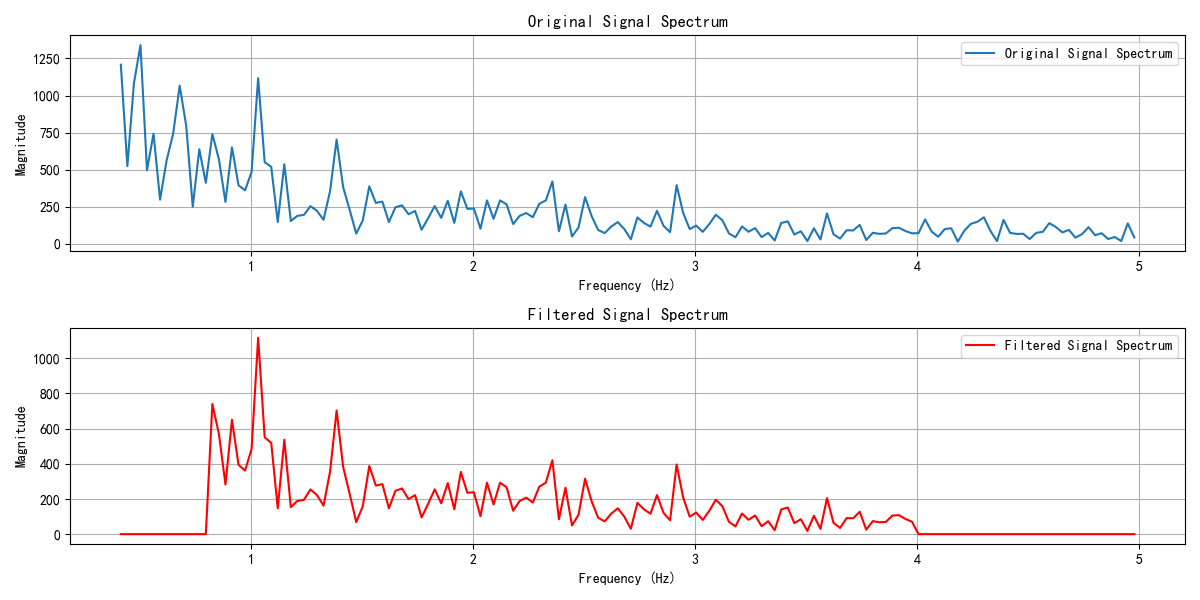 Original Signal Spectrum
Original Signal Spectrum
1250
1000
750
500
250
0
Magnitude
1 2 3 4 5
Frequency (Hz)
Filtered Signal Spectrum
Filtered Signal Spectrum
1000
800
600
400
200
0
Magnitude
1 2 3 4 5
Frequency (Hz)